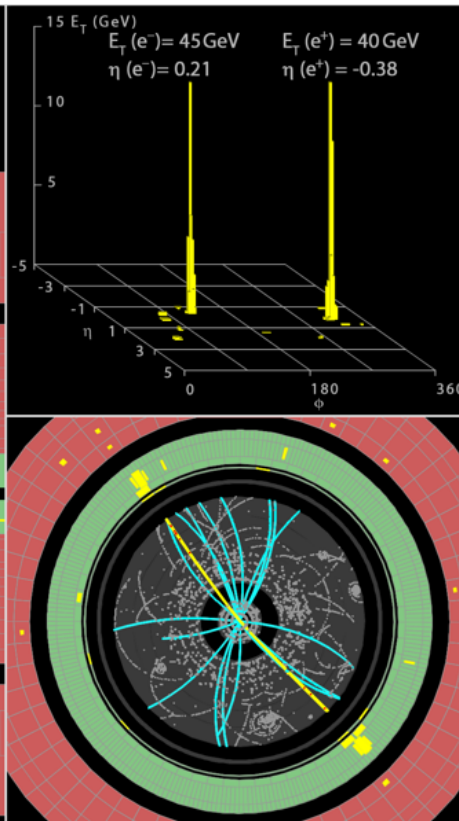 15 E_T (GeV)
E_T (e⁻)= 45 GeV E_T (e⁺) = 40 GeV
η (e⁻)= 0.21 η (e⁺) = -0.38
10
5
-5
-3
-1
η 1
3
5
0 180 360
ϕ